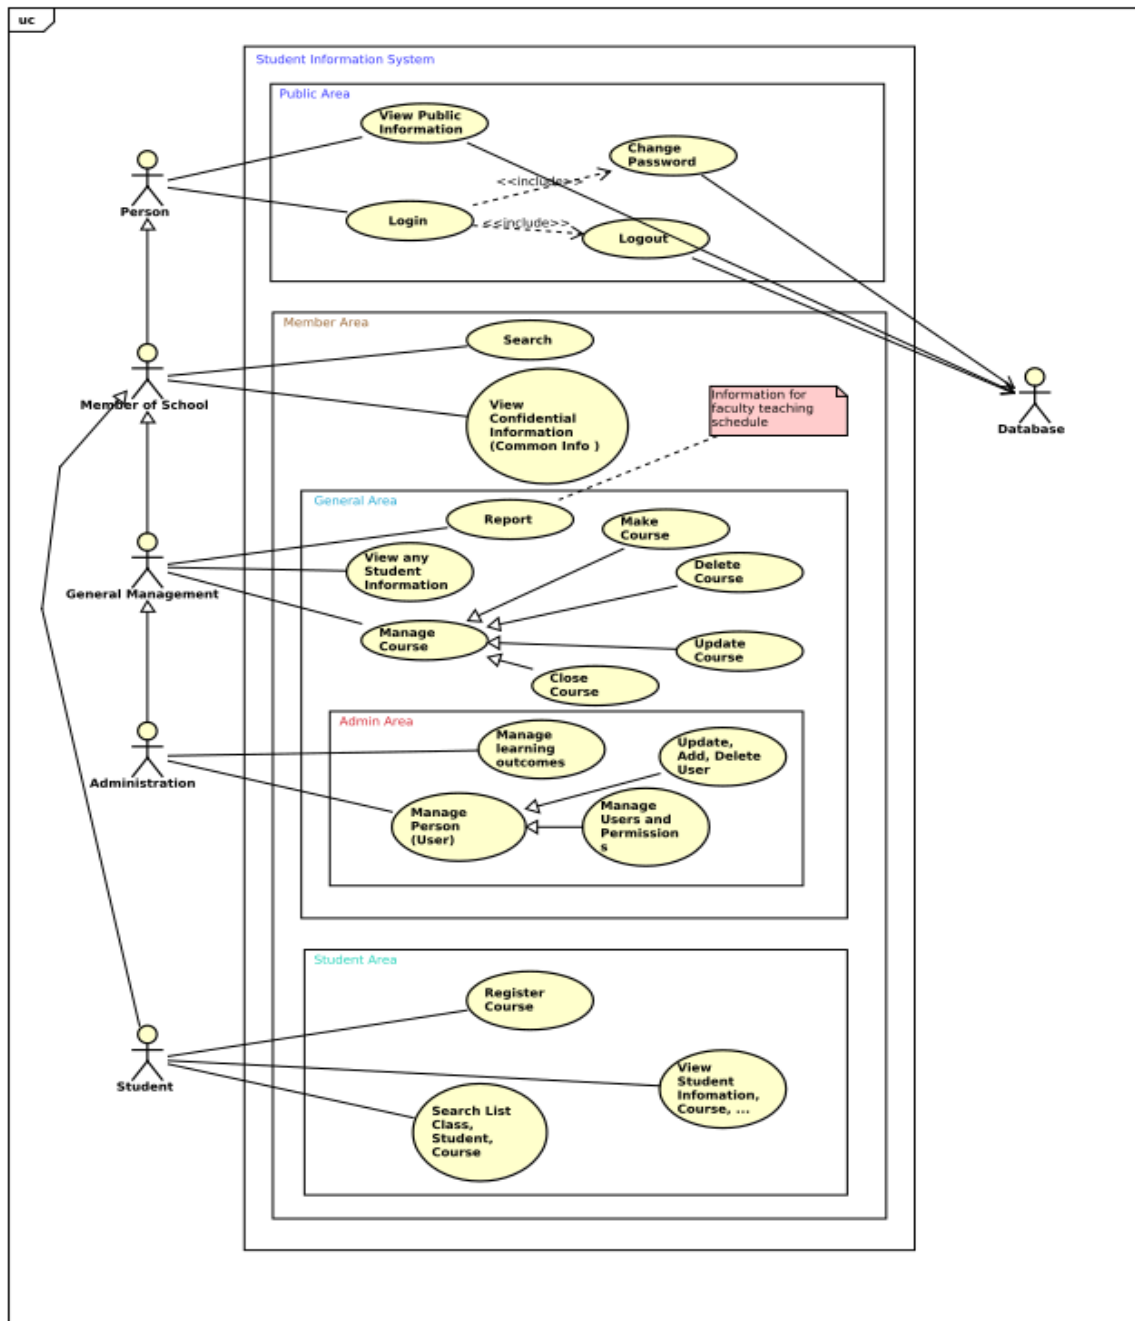 uc
Student Information System
Public Area
View Public
Information
Change
Password
<<include>>
Person
Login
<<include>>
Logout
Member Area
Search
Member of School
View
Confidential
Information
(Common Info )
Information for
faculty teaching
schedule
Database
General Area
Report
Make
Course
View any
Student
Information
Delete
Course
General Management
Manage
Course
Update
Course
Close
Course
Admin Area
Manage
learning
outcomes
Update,
Add, Delete
User
Administration
Manage
Person
(User)
Manage
Users and
Permission
s
Student Area
Register
Course
Student
View
Student
Infomation,
Course, ...
Search List
Class,
Student,
Course